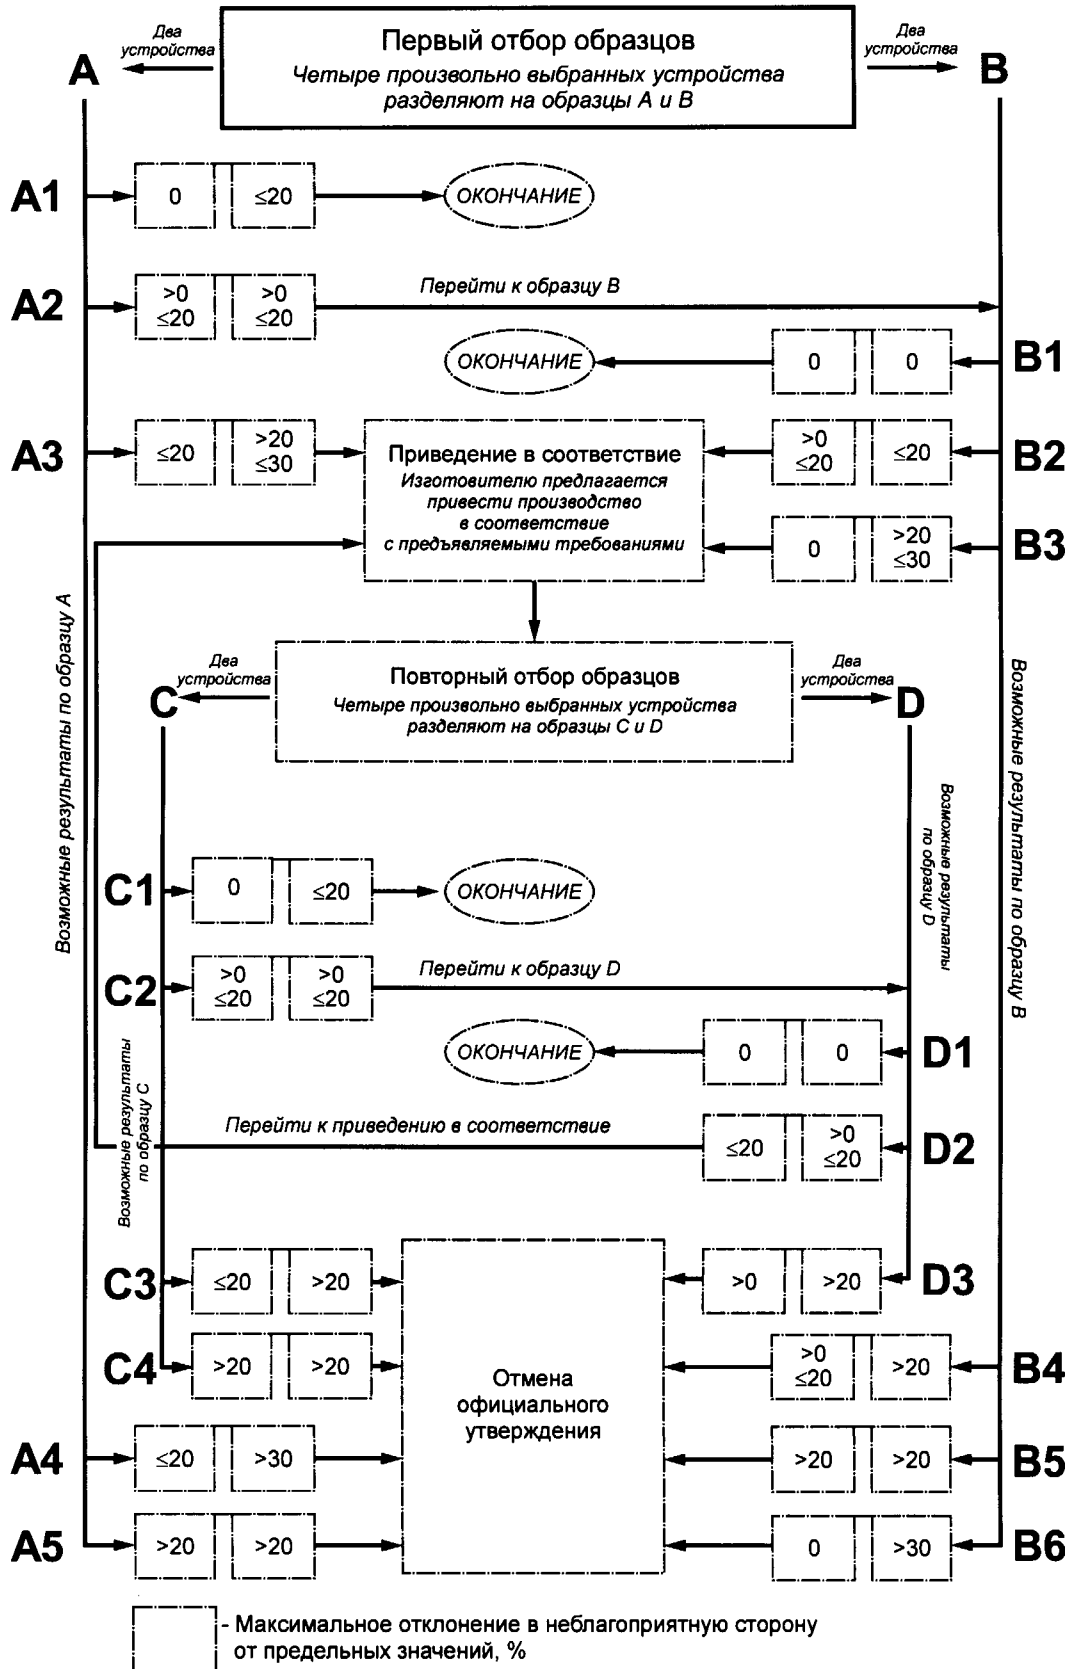 Два
устройства
Первый отбор образцов
Четыре произвольно выбранных устройства
разделяют на образцы А и В
Два
устройства
A
B
A1
0
≤20
ОКОНЧАНИЕ
A2
>0
≤20
>0
≤20
Перейти к образцу В
ОКОНЧАНИЕ
0
0
B1
A3
≤20
>20
≤30
Приведение в соответствие
Изготовителю предлагается
привести производство
в соответствие
с предъявляемыми требованиями
>0
≤20
≤20
B2
0
>20
≤30
B3
Возможные результаты по образцу А
Два
устройства
Повторный отбор образцов
Четыре произвольно выбранных устройства
разделяют на образцы С и D
Два
устройства
C
D
Возможные результаты по образцу В
Возможные результаты
по образцу D
C1
0
≤20
ОКОНЧАНИЕ
C2
>0
≤20
>0
≤20
Перейти к образцу D
ОКОНЧАНИЕ
0
0
D1
Возможные результаты
по образцу С
Перейти к приведению в соответствие
≤20
>0
≤20
D2
C3
≤20
>20
>0
>20
D3
C4
>20
>20
Отмена
официального
утверждения
>0
≤20
>20
B4
A4
≤20
>30
>20
>20
B5
A5
>20
>20
0
>30
B6
- Максимальное отклонение в неблагоприятную сторону
от предельных значений, %